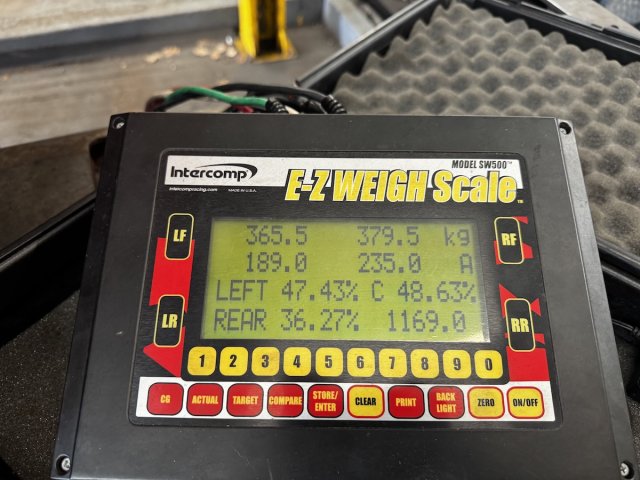 Intercomp
intercompracing.com MADE IN U.S.A.
MODEL SW500™
E-Z WEIGH Scale™
LF
RF
365.5 379.5 kg
189.0 235.0 A
LEFT 47.43% C 48.63%
REAR 36.27% 1169.0
LR
RR
1 2 3 4 5 6 7 8 9 0
CG ACTUAL TARGET COMPARE STORE/ENTER CLEAR PRINT BACK LIGHT ZERO ON/OFF